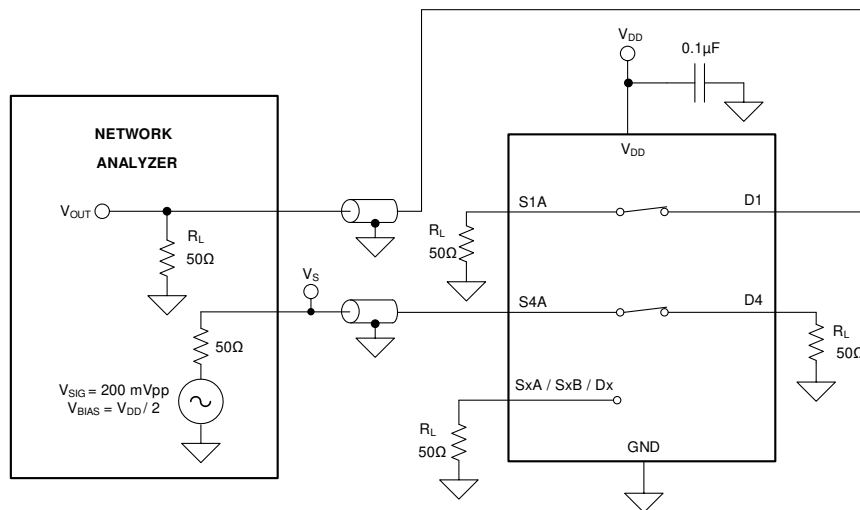 V_DD
0.1µF
NETWORK
ANALYZER
V_DD
V_OUT
S1A
D1
R_L
50Ω
R_L
50Ω
V_S
S4A
D4
50Ω
R_L
50Ω
V_SIG = 200 mVpp
V_BIAS = V_DD / 2
SxA / SxB / Dx
R_L
50Ω
GND